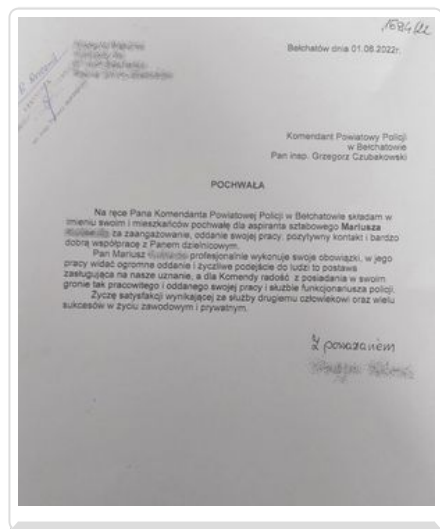 1684/22
Bełchatów dnia 01.08.2022r.
Komendant Powiatowy Policji
w Bełchatowie
Pan insp. Grzegorz Czubakowski
POCHWAŁA
Na ręce Pana Komendanta Powiatowej Policji w Bełchatowie składam w
imieniu swoim i mieszkańców pochwałę dla aspiranta sztabowego Mariusza
za zaangażowanie, oddanie swojej pracy, pozytywny kontakt i bardzo
dobrą współpracę z Panem dzielnicowym.
Pan Mariusz profesjonalnie wykonuje swoje obowiązki, w jego
pracy widać ogromne oddanie i życzliwe podejście do ludzi to postawa
zasługująca na nasze uznanie, a dla Komendy radość z posiadania w swoim
gronie tak pracowitego i oddanego swojej pracy i służbie funkcjonariusza policji.
Życzę satysfakcji wynikającej za służby drugiemu człowiekowi oraz wielu
sukcesów w życiu zawodowym i prywatnym.
Z poważaniem